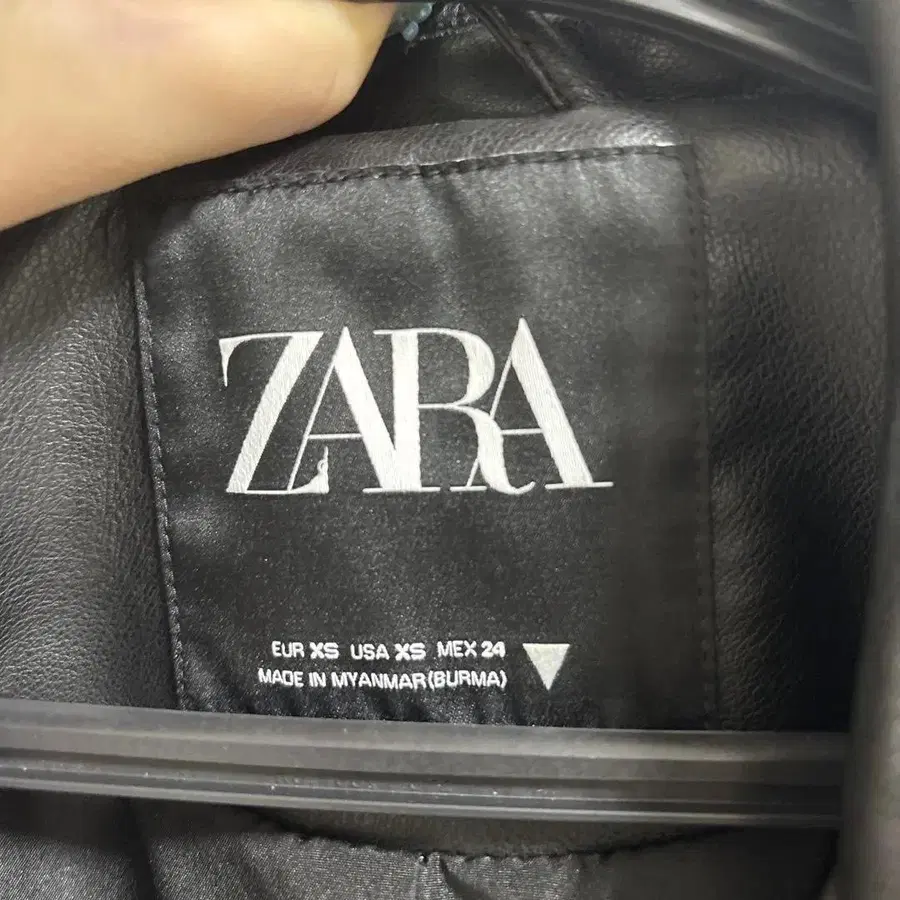 ZARA
EUR XS USA XS MEX 24
MADE IN MYANMAR(BURMA)